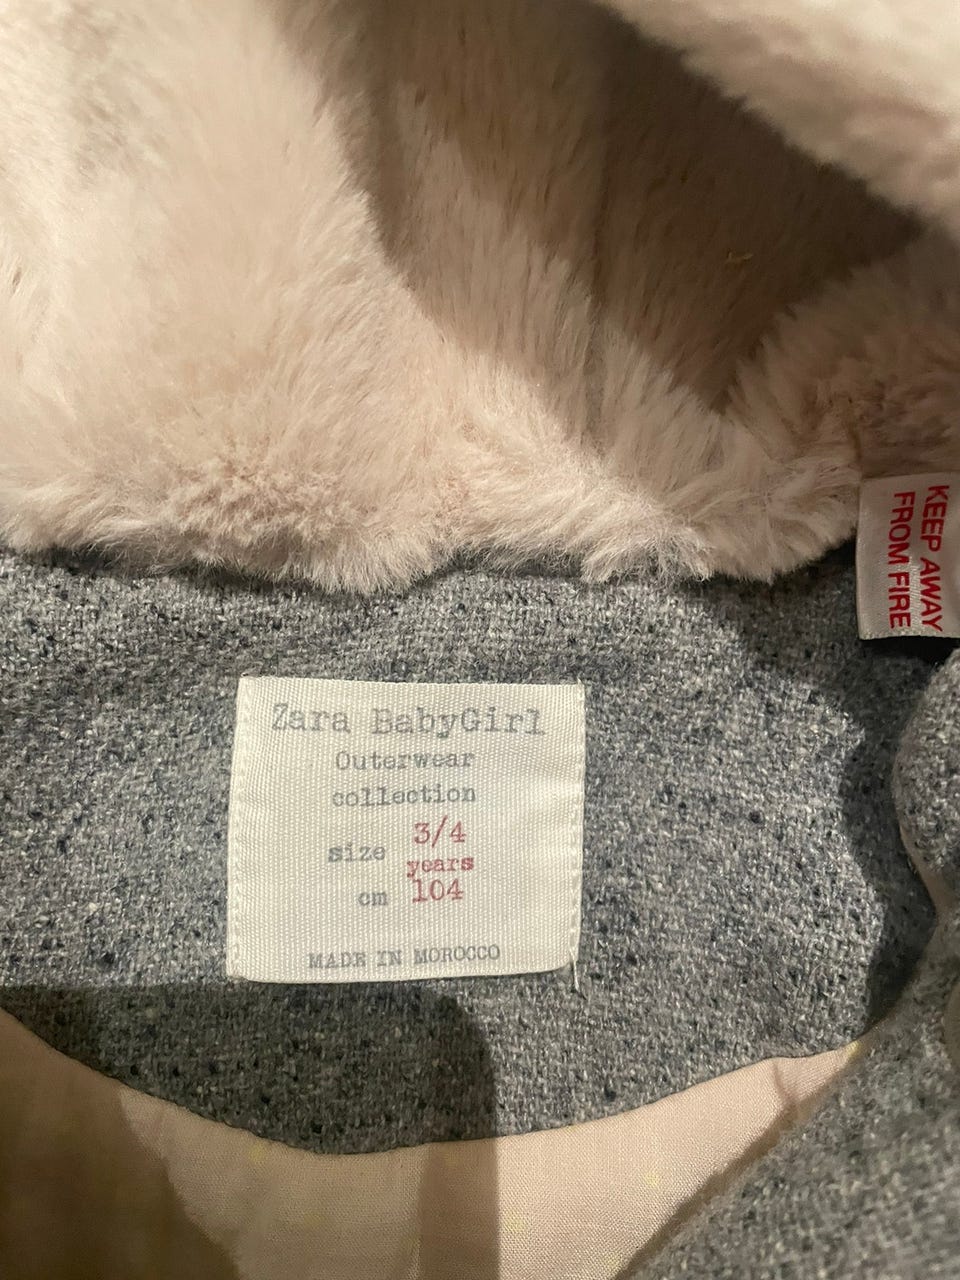 Zara BabyGirl
Outerwear
collection
size 3/4
years
cm 104
MADE IN MOROCCO
KEEP AWAY
FROM FIRE